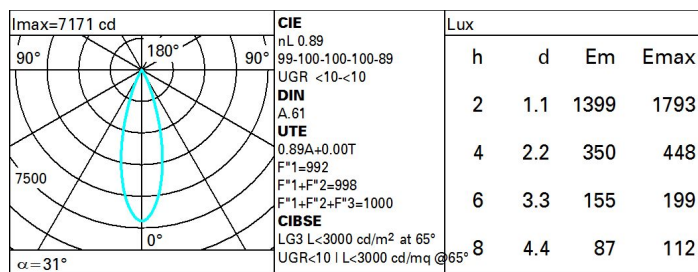 Imax=7171 cd
90°
180°
90°
7500
0°
α=31°
CIE
nL 0.89
99-100-100-100-89
UGR <10-<10
DIN
A.61
UTE
0.89A+0.00T
F"1=992
F"1+F"2=998
F"1+F"2+F"3=1000
CIBSE
LG3 L<3000 cd/m² at 65°
UGR<10 | L<3000 cd/mq @65°
Lux
h d Em Emax
2 1.1 1399 1793
4 2.2 350 448
6 3.3 155 199
8 4.4 87 112